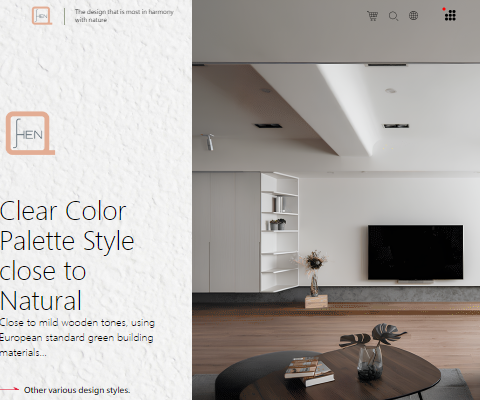 HEN
The design that is most in harmony
with nature
HEN
Clear Color
Palette Style
close to
Natural
Close to mild wooden tones, using
European standard green building
materials...
Other various design styles.